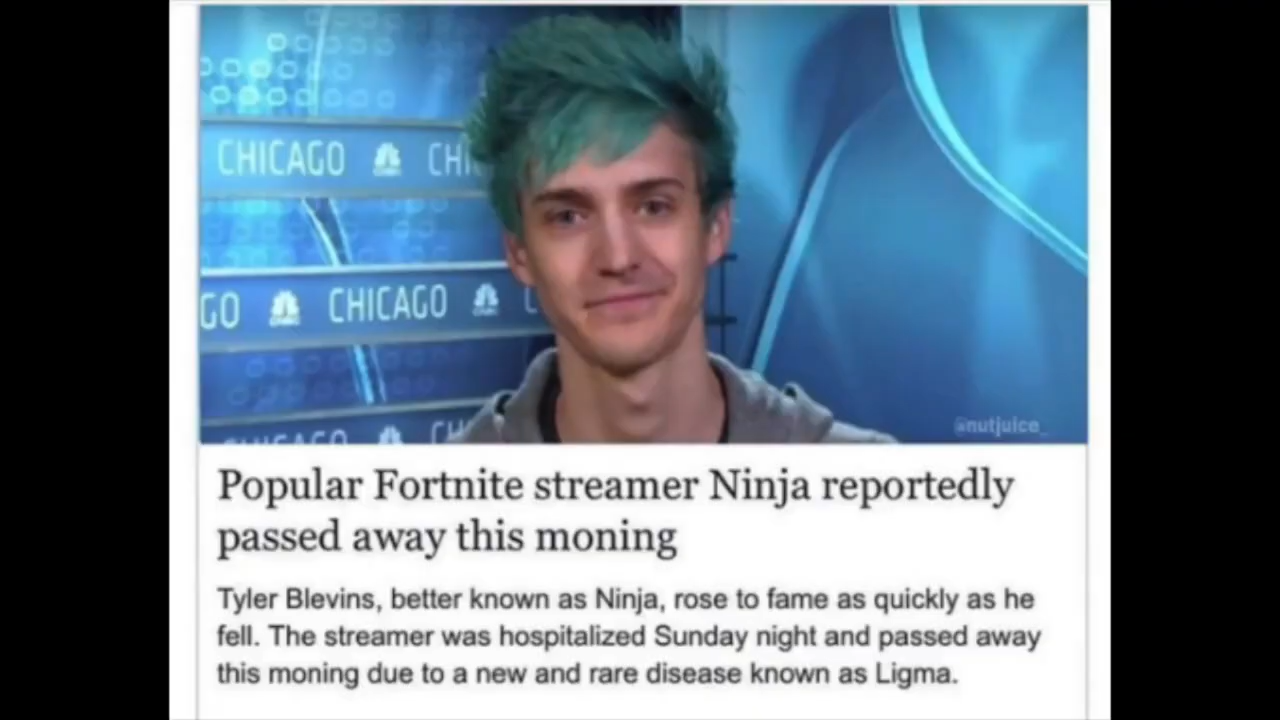 CHICAGO CHI
GO CHICAGO C
CHICAGO CH
@nutjuice_
Popular Fortnite streamer Ninja reportedly
passed away this moning
Tyler Blevins, better known as Ninja, rose to fame as quickly as he
fell. The streamer was hospitalized Sunday night and passed away
this moning due to a new and rare disease known as Ligma.